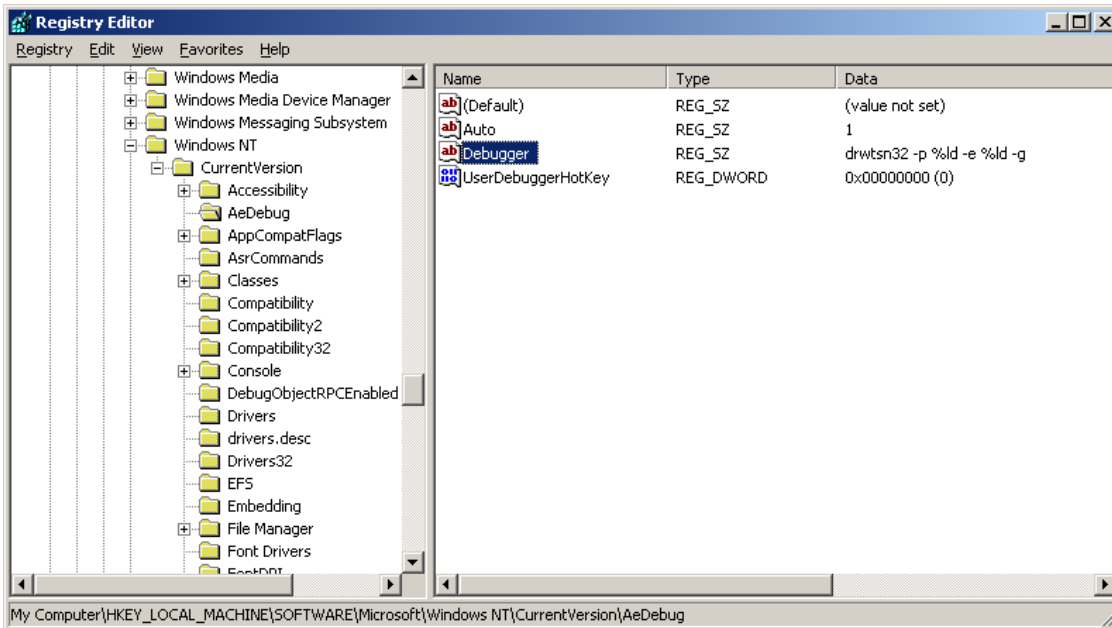 Registry Editor
Registry Edit View Favorites Help
Windows Media
Windows Media Device Manager
Windows Messaging Subsystem
Windows NT
CurrentVersion
Accessibility
AeDebug
AppCompatFlags
AsrCommands
Classes
Compatibility
Compatibility2
Compatibility32
Console
DebugObjectRPCEnabled
Drivers
drivers.desc
Drivers32
EFS
Embedding
File Manager
Font Drivers
FontDPI
Name Type Data
(Default) REG_SZ (value not set)
Auto REG_SZ 1
Debugger REG_SZ drwtsn32 -p %ld -e %ld -g
UserDebuggerHotKey REG_DWORD 0x00000000 (0)
My Computer\HKEY_LOCAL_MACHINE\SOFTWARE\Microsoft\Windows NT\CurrentVersion\AeDebug